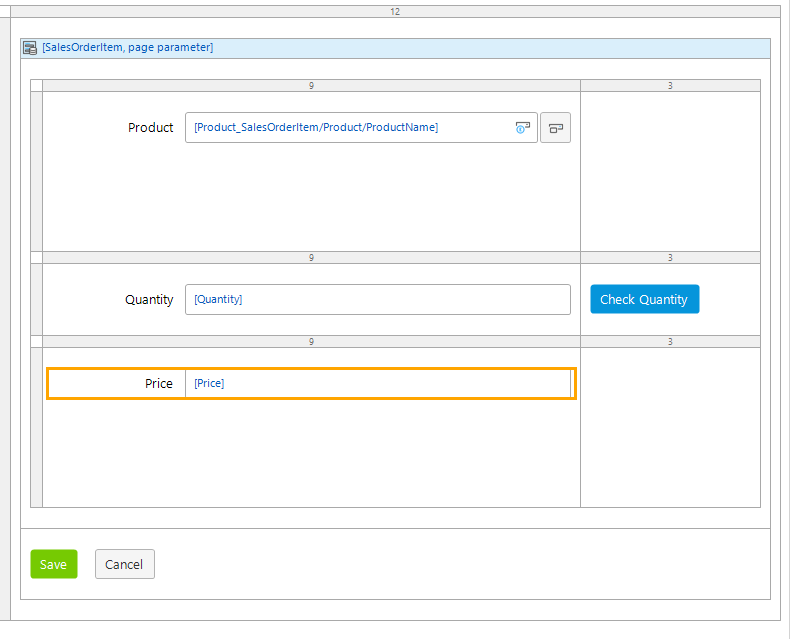 12
[SalesOrderItem, page parameter]
9 3
Product [Product_SalesOrderItem/Product/ProductName]
9 3
Quantity [Quantity] Check Quantity
9 3
Price [Price]
Save Cancel